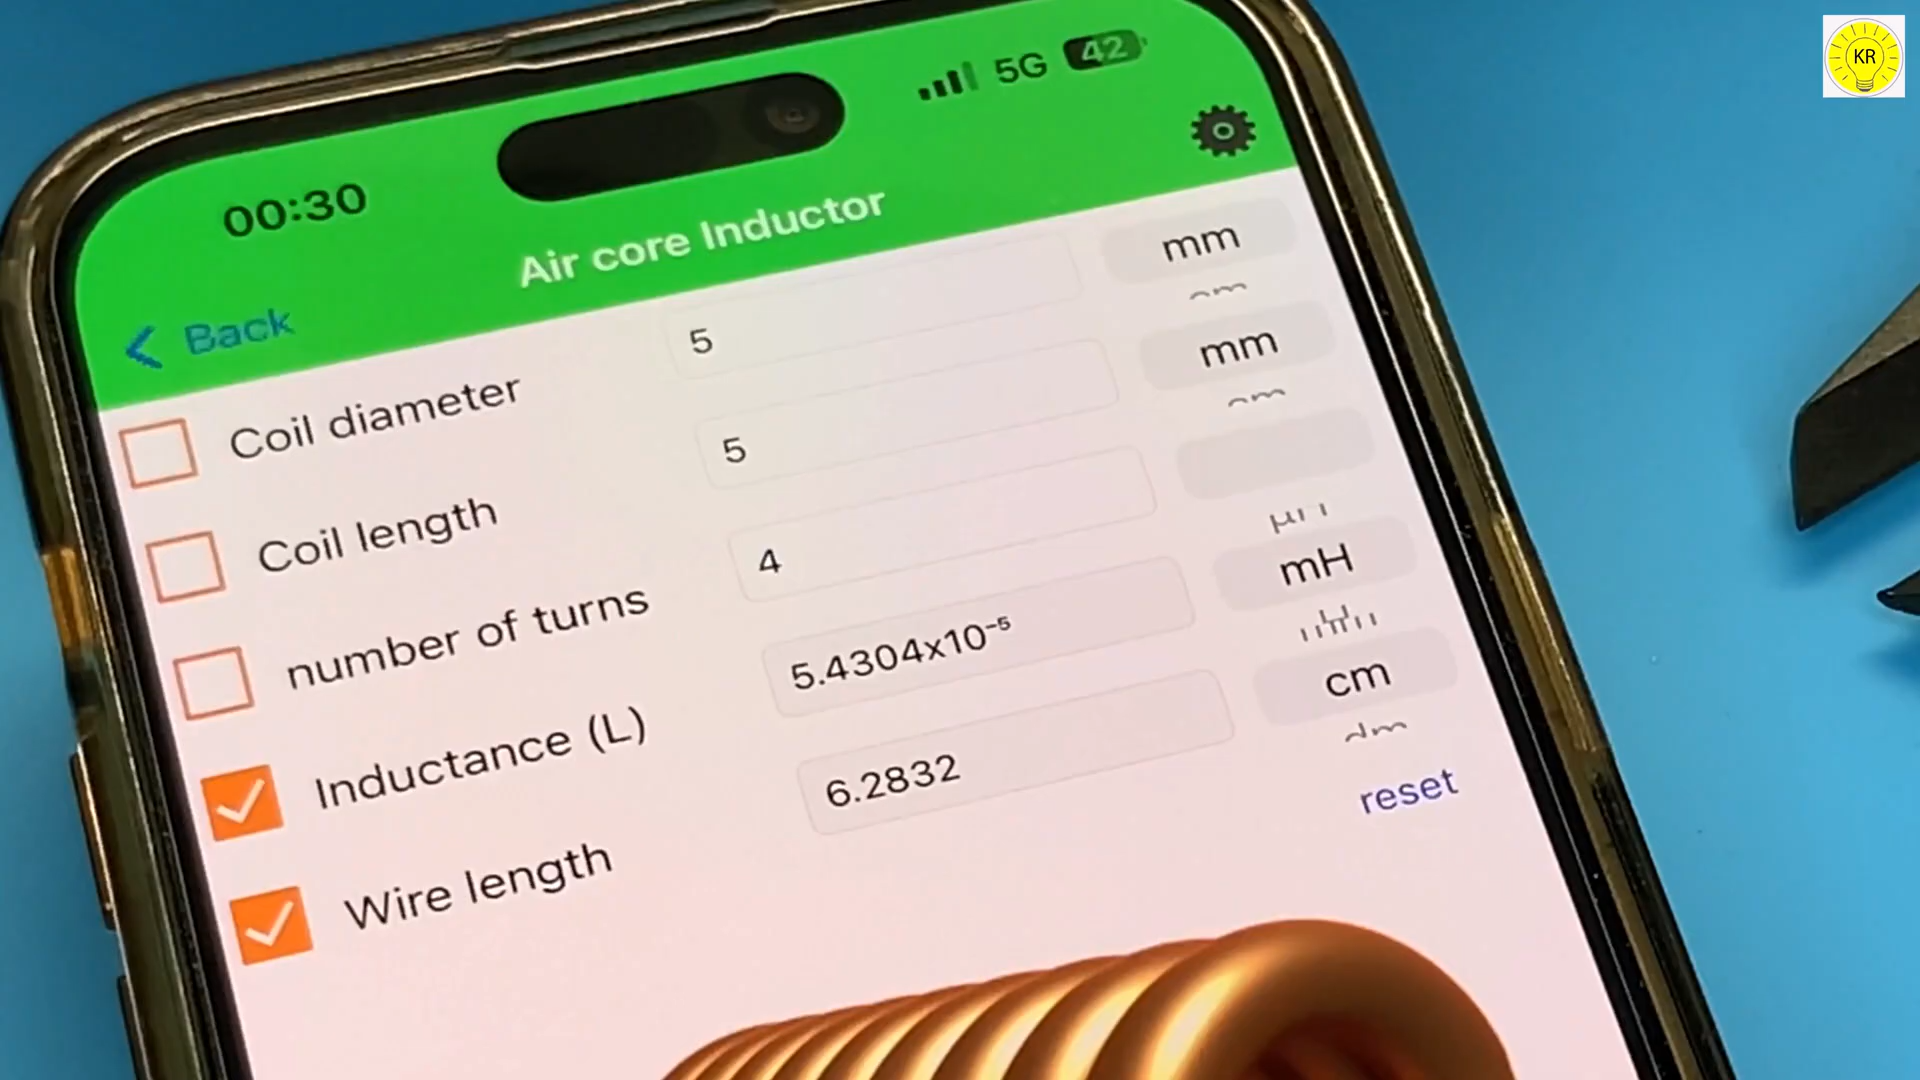 KR
00:30
5G 42
Back
Air core Inductor
Coil diameter 5 mm
Coil length 5 mm
number of turns 4
Inductance (L) 5.4304x10⁻⁵ mH
Wire length 6.2832 cm
reset